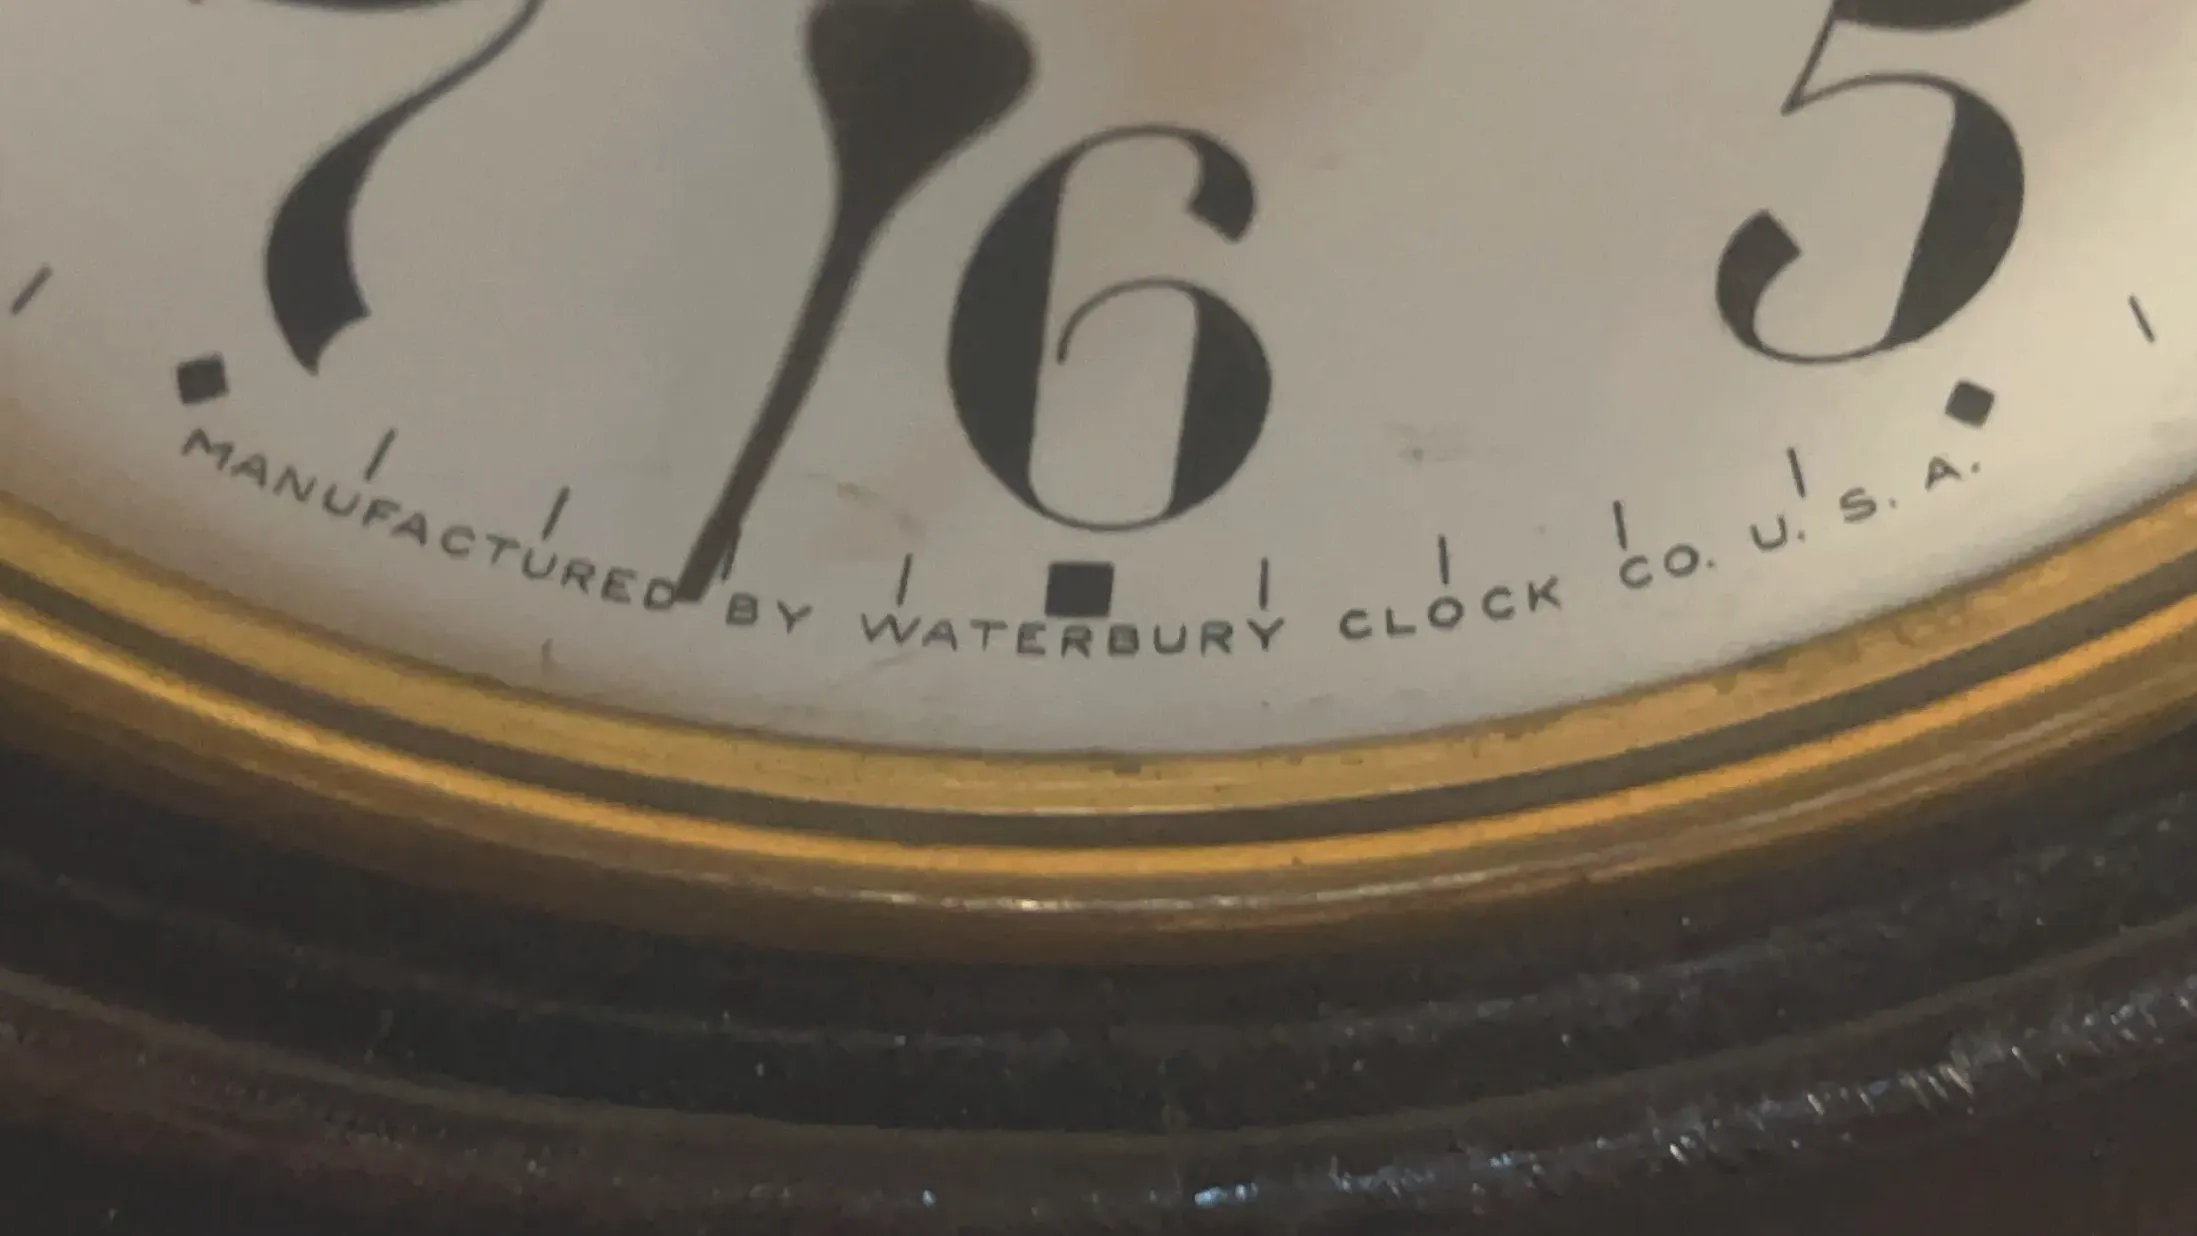 7 6 5
MANUFACTURED BY WATERBURY CLOCK CO. U.S.A.